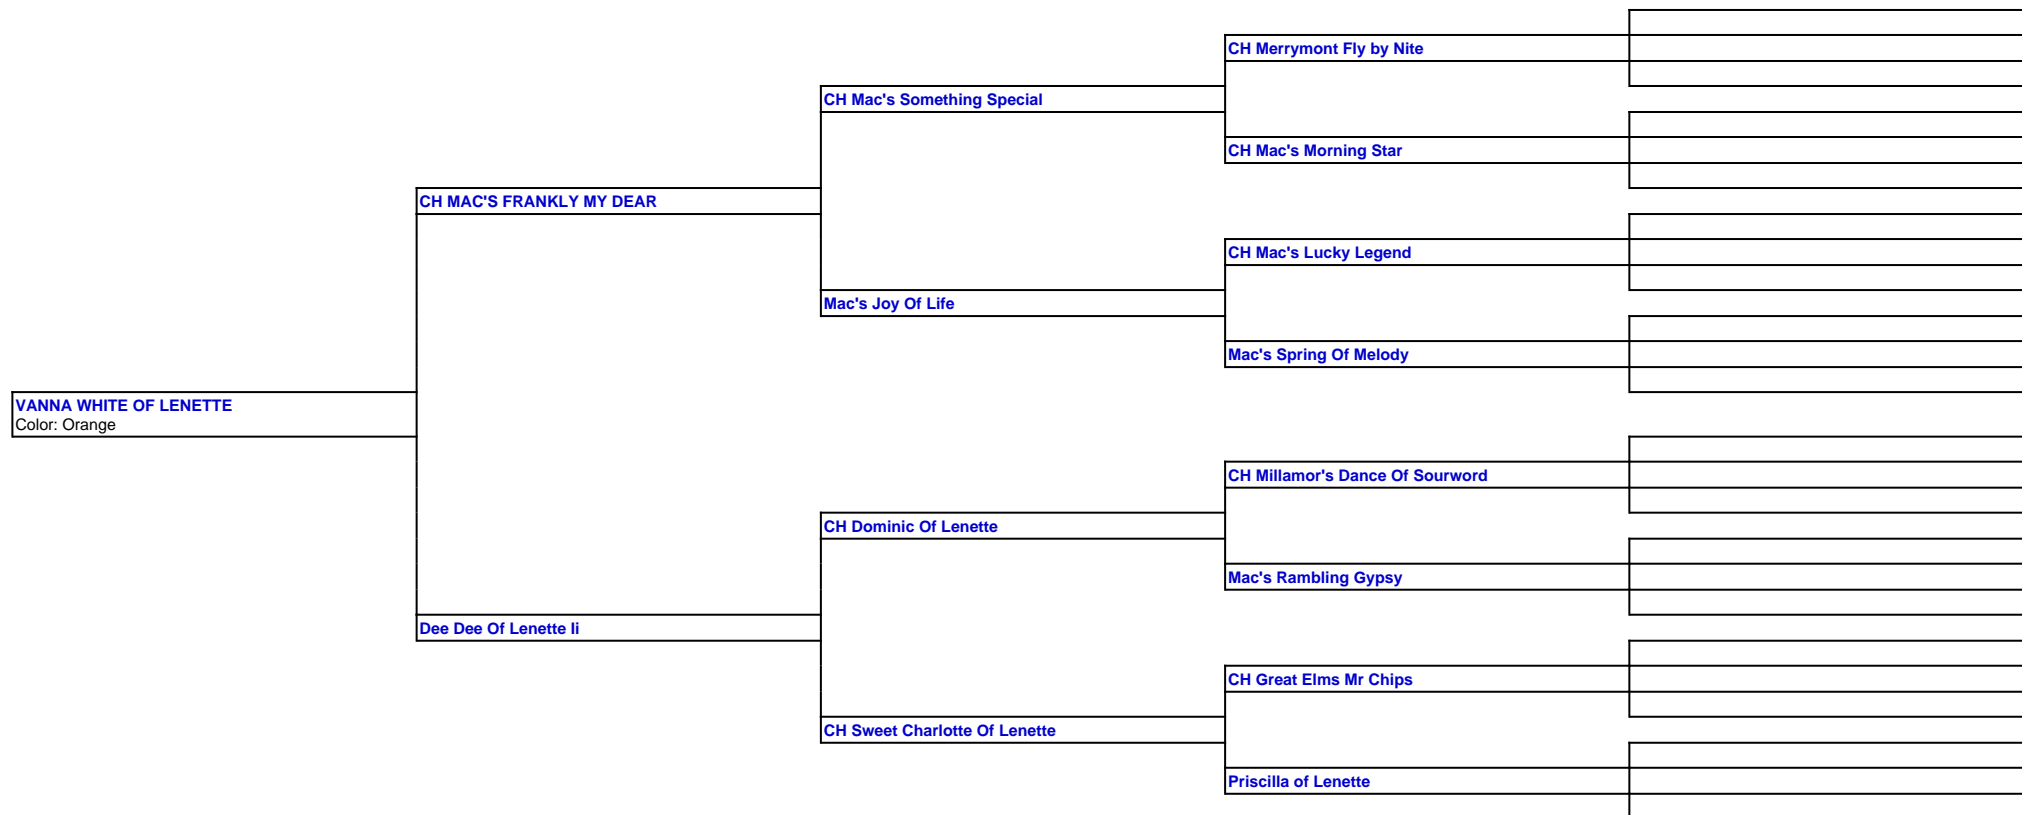 CH Merrymont Fly by Nite
CH Mac's Something Special
CH Mac's Morning Star
CH MAC'S FRANKLY MY DEAR
CH Mac's Lucky Legend
Mac's Joy Of Life
Mac's Spring Of Melody
VANNA WHITE OF LENETTE
Color: Orange
CH Millamor's Dance Of Sourword
CH Dominic Of Lenette
Mac's Rambling Gypsy
Dee Dee Of Lenette Ii
CH Great Elms Mr Chips
CH Sweet Charlotte Of Lenette
Priscilla of Lenette